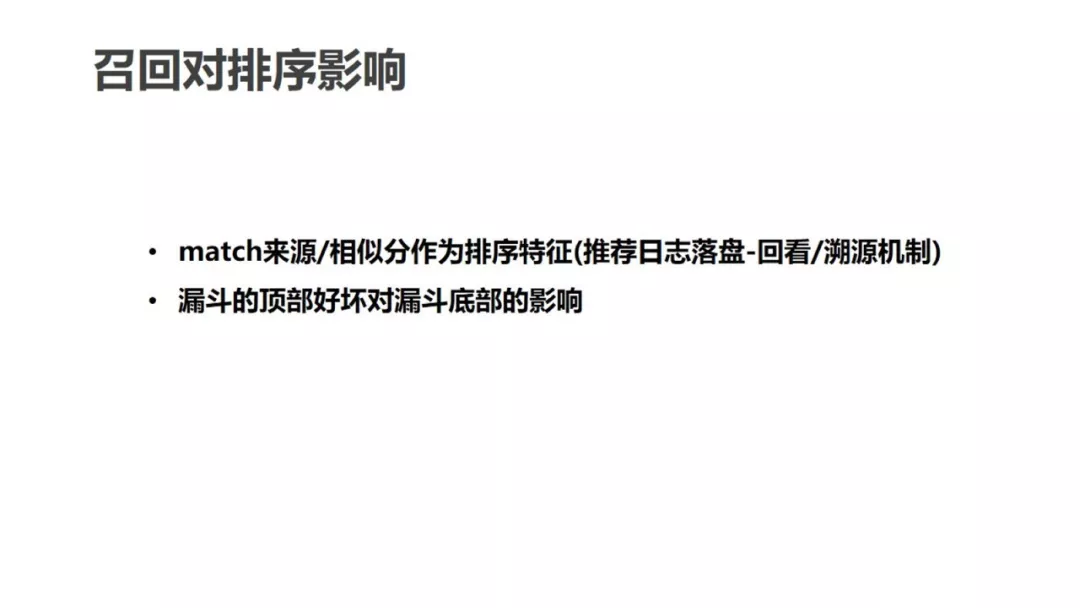 召回对排序影响
• match来源/相似分作为排序特征(推荐日志落盘-回看/溯源机制)
• 漏斗的顶部好坏对漏斗底部的影响